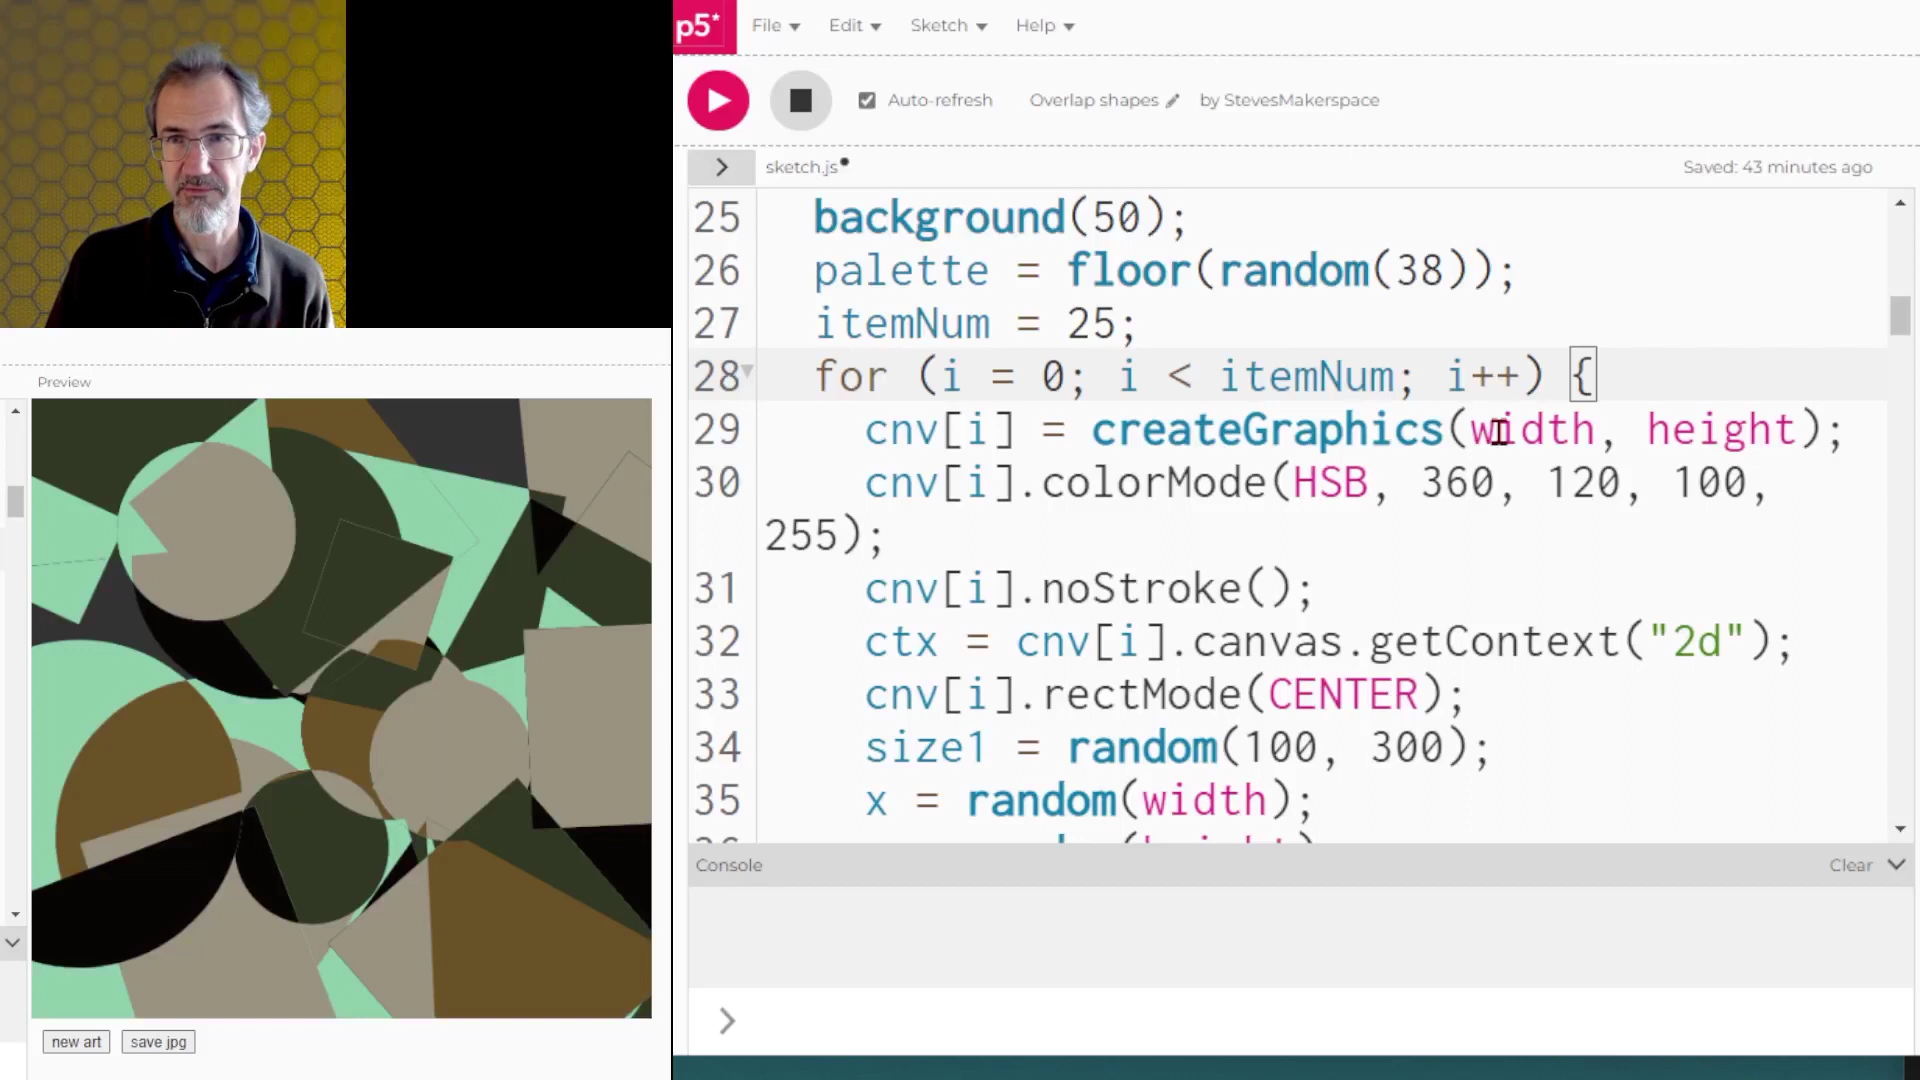 p5* File Edit Sketch Help
Auto-refresh Overlap shapes by StevesMakerspace
sketch.js Saved: 43 minutes ago
25 background(50);
26 palette = floor(random(38));
27 itemNum = 25;
28 for (i = 0; i < itemNum; i++) {
29 cnv[i] = createGraphics(width, height);
30 cnv[i].colorMode(HSB, 360, 120, 100,
255);
31 cnv[i].noStroke();
32 ctx = cnv[i].canvas.getContext("2d");
33 cnv[i].rectMode(CENTER);
34 size1 = random(100, 300);
35 x = random(width);
Console Clear
Preview
new art save jpg